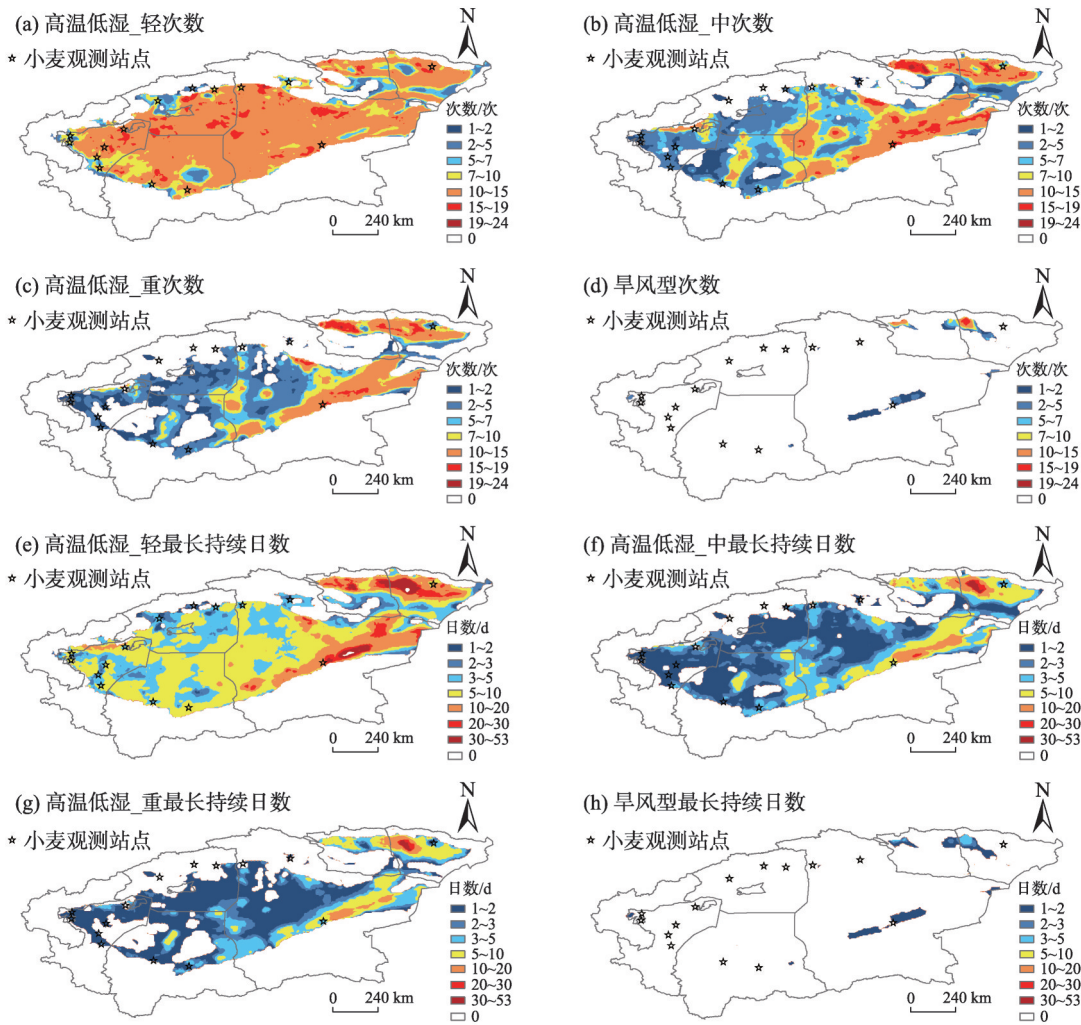 (a) 高温低湿_轻次数
N
☆ 小麦观测站点
次数/次
1~2
2~5
5~7
7~10
10~15
15~19
19~24
0
0 240 km
(b) 高温低湿_中次数
N
☆ 小麦观测站点
次数/次
1~2
2~5
5~7
7~10
10~15
15~19
19~24
0
0 240 km
(c) 高温低湿_重次数
N
☆ 小麦观测站点
次数/次
1~2
2~5
5~7
7~10
10~15
15~19
19~24
0
0 240 km
(d) 旱风型次数
N
☆ 小麦观测站点
次数/次
1~2
2~5
5~7
7~10
10~15
15~19
19~24
0
0 240 km
(e) 高温低湿_轻最长持续日数
N
☆ 小麦观测站点
日数/d
1~2
2~3
3~5
5~10
10~20
20~30
30~53
0
0 240 km
(f) 高温低湿_中最长持续日数
N
☆ 小麦观测站点
日数/d
1~2
2~3
3~5
5~10
10~20
20~30
30~53
0
0 240 km
(g) 高温低湿_重最长持续日数
N
☆ 小麦观测站点
日数/d
1~2
2~3
3~5
5~10
10~20
20~30
30~53
0
0 240 km
(h) 旱风型最长持续日数
N
☆ 小麦观测站点
日数/d
1~2
2~3
3~5
5~10
10~20
20~30
30~53
0
0 240 km